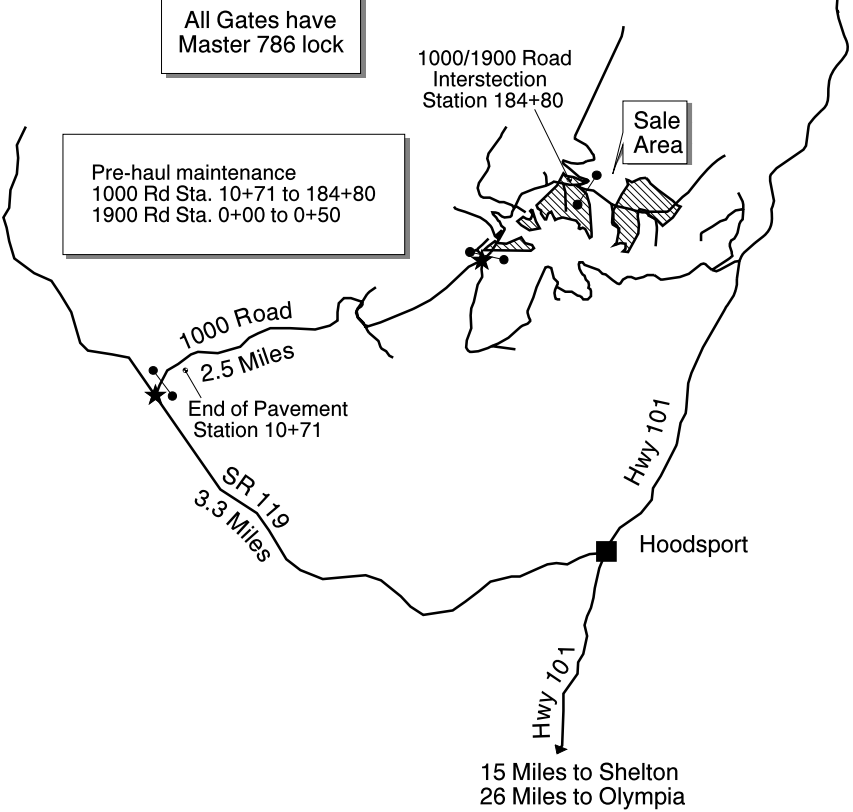 All Gates have
Master 786 lock
1000/1900 Road
Interstection
Station 184+80
Sale
Area
Pre-haul maintenance
1000 Rd Sta. 10+71 to 184+80
1900 Rd Sta. 0+00 to 0+50
1000 Road
2.5 Miles
End of Pavement
Station 10+71
SR 119
3.3 Miles
Hwy 101
Hoodsport
Hwy 101
15 Miles to Shelton
26 Miles to Olympia